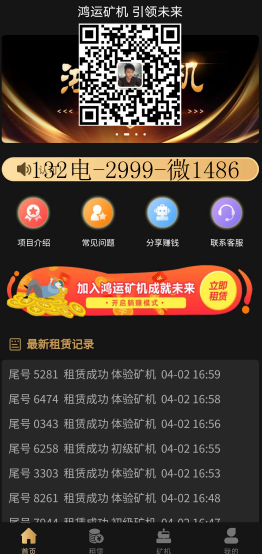 鸿运矿机 引领未来
机
132电-2999-微1486
项目介绍
常见问题
分享赚钱
联系客服
加入鸿运矿机成就未来
开启躺赚模式
立即
租赁
最新租赁记录
尾号 5281 租赁成功 体验矿机 04-02 16:59
尾号 6474 租赁成功 体验矿机 04-02 16:58
尾号 0343 租赁成功 体验矿机 04-02 16:56
尾号 6258 租赁成功 初级矿机 04-02 16:55
尾号 3303 租赁成功 初级矿机 04-02 16:53
尾号 8261 租赁成功 初级矿机 04-02 16:48
尾号 7944 租赁成功 初级矿机 04-02 16:47
首页
租赁
矿机
我的